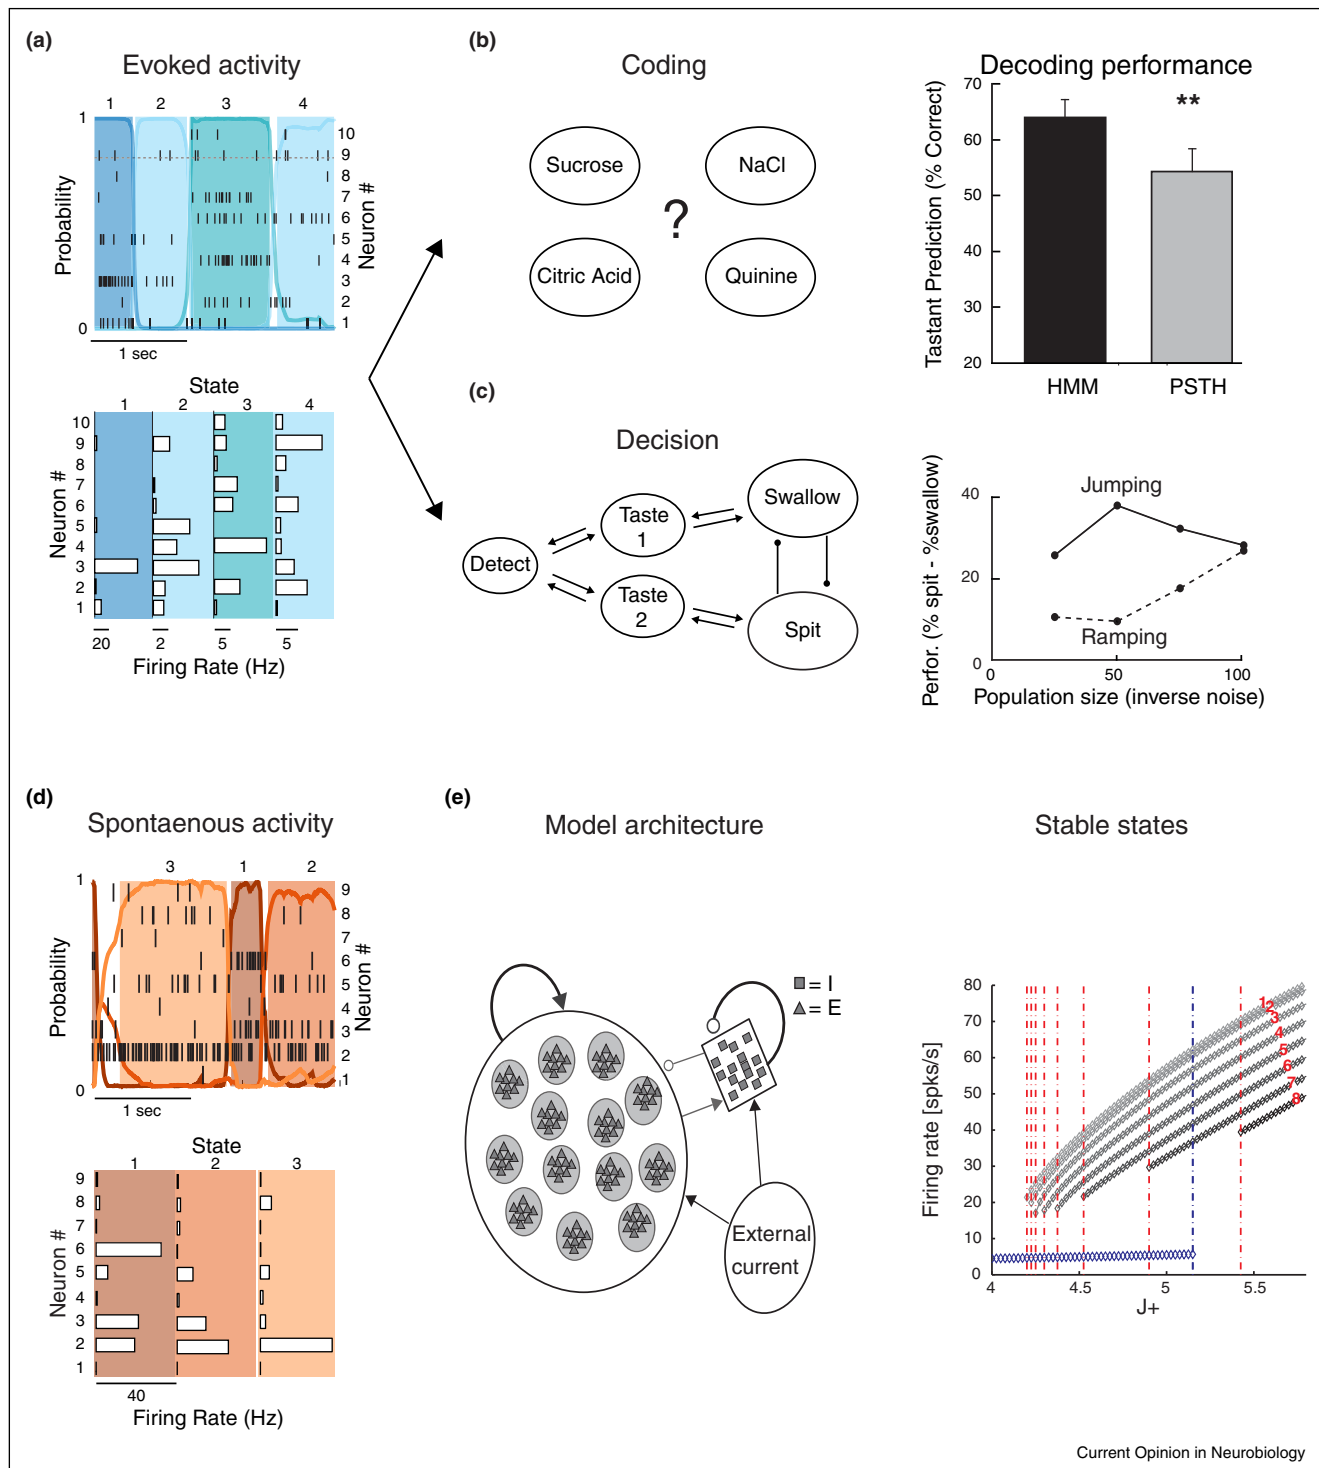 (a)
Evoked activity
1 2 3 4
1
Probability
0
10
9
8
7
6
5
4
3
2
1
Neuron #
1 sec
State
1 2 3 4
10
9
8
7
6
5
4
3
2
1
Neuron #
20 2 5 5
Firing Rate (Hz)
(b)
Coding
Sucrose
NaCl
?
Citric Acid
Quinine
Decoding performance
Tastant Prediction (% Correct)
70
60
50
40
30
20
**
HMM PSTH
(c)
Decision
Detect
Taste
1
Taste
2
Swallow
Spit
Perfor. (% spit - %swallow)
40
20
0
Jumping
Ramping
0 50 100
Population size (inverse noise)
(d)
Spontaenous activity
3 1 2
1
Probability
0
9
8
7
6
5
4
3
2
1
Neuron #
1 sec
State
1 2 3
9
8
7
6
5
4
3
2
1
Neuron #
40
Firing Rate (Hz)
(e)
Model architecture
= I
= E
External
current
Stable states
Firing rate [spks/s]
80
70
60
50
40
30
20
10
0
1
2
3
4
5
6
7
8
4 4.5 5 5.5
J+
Current Opinion in Neurobiology